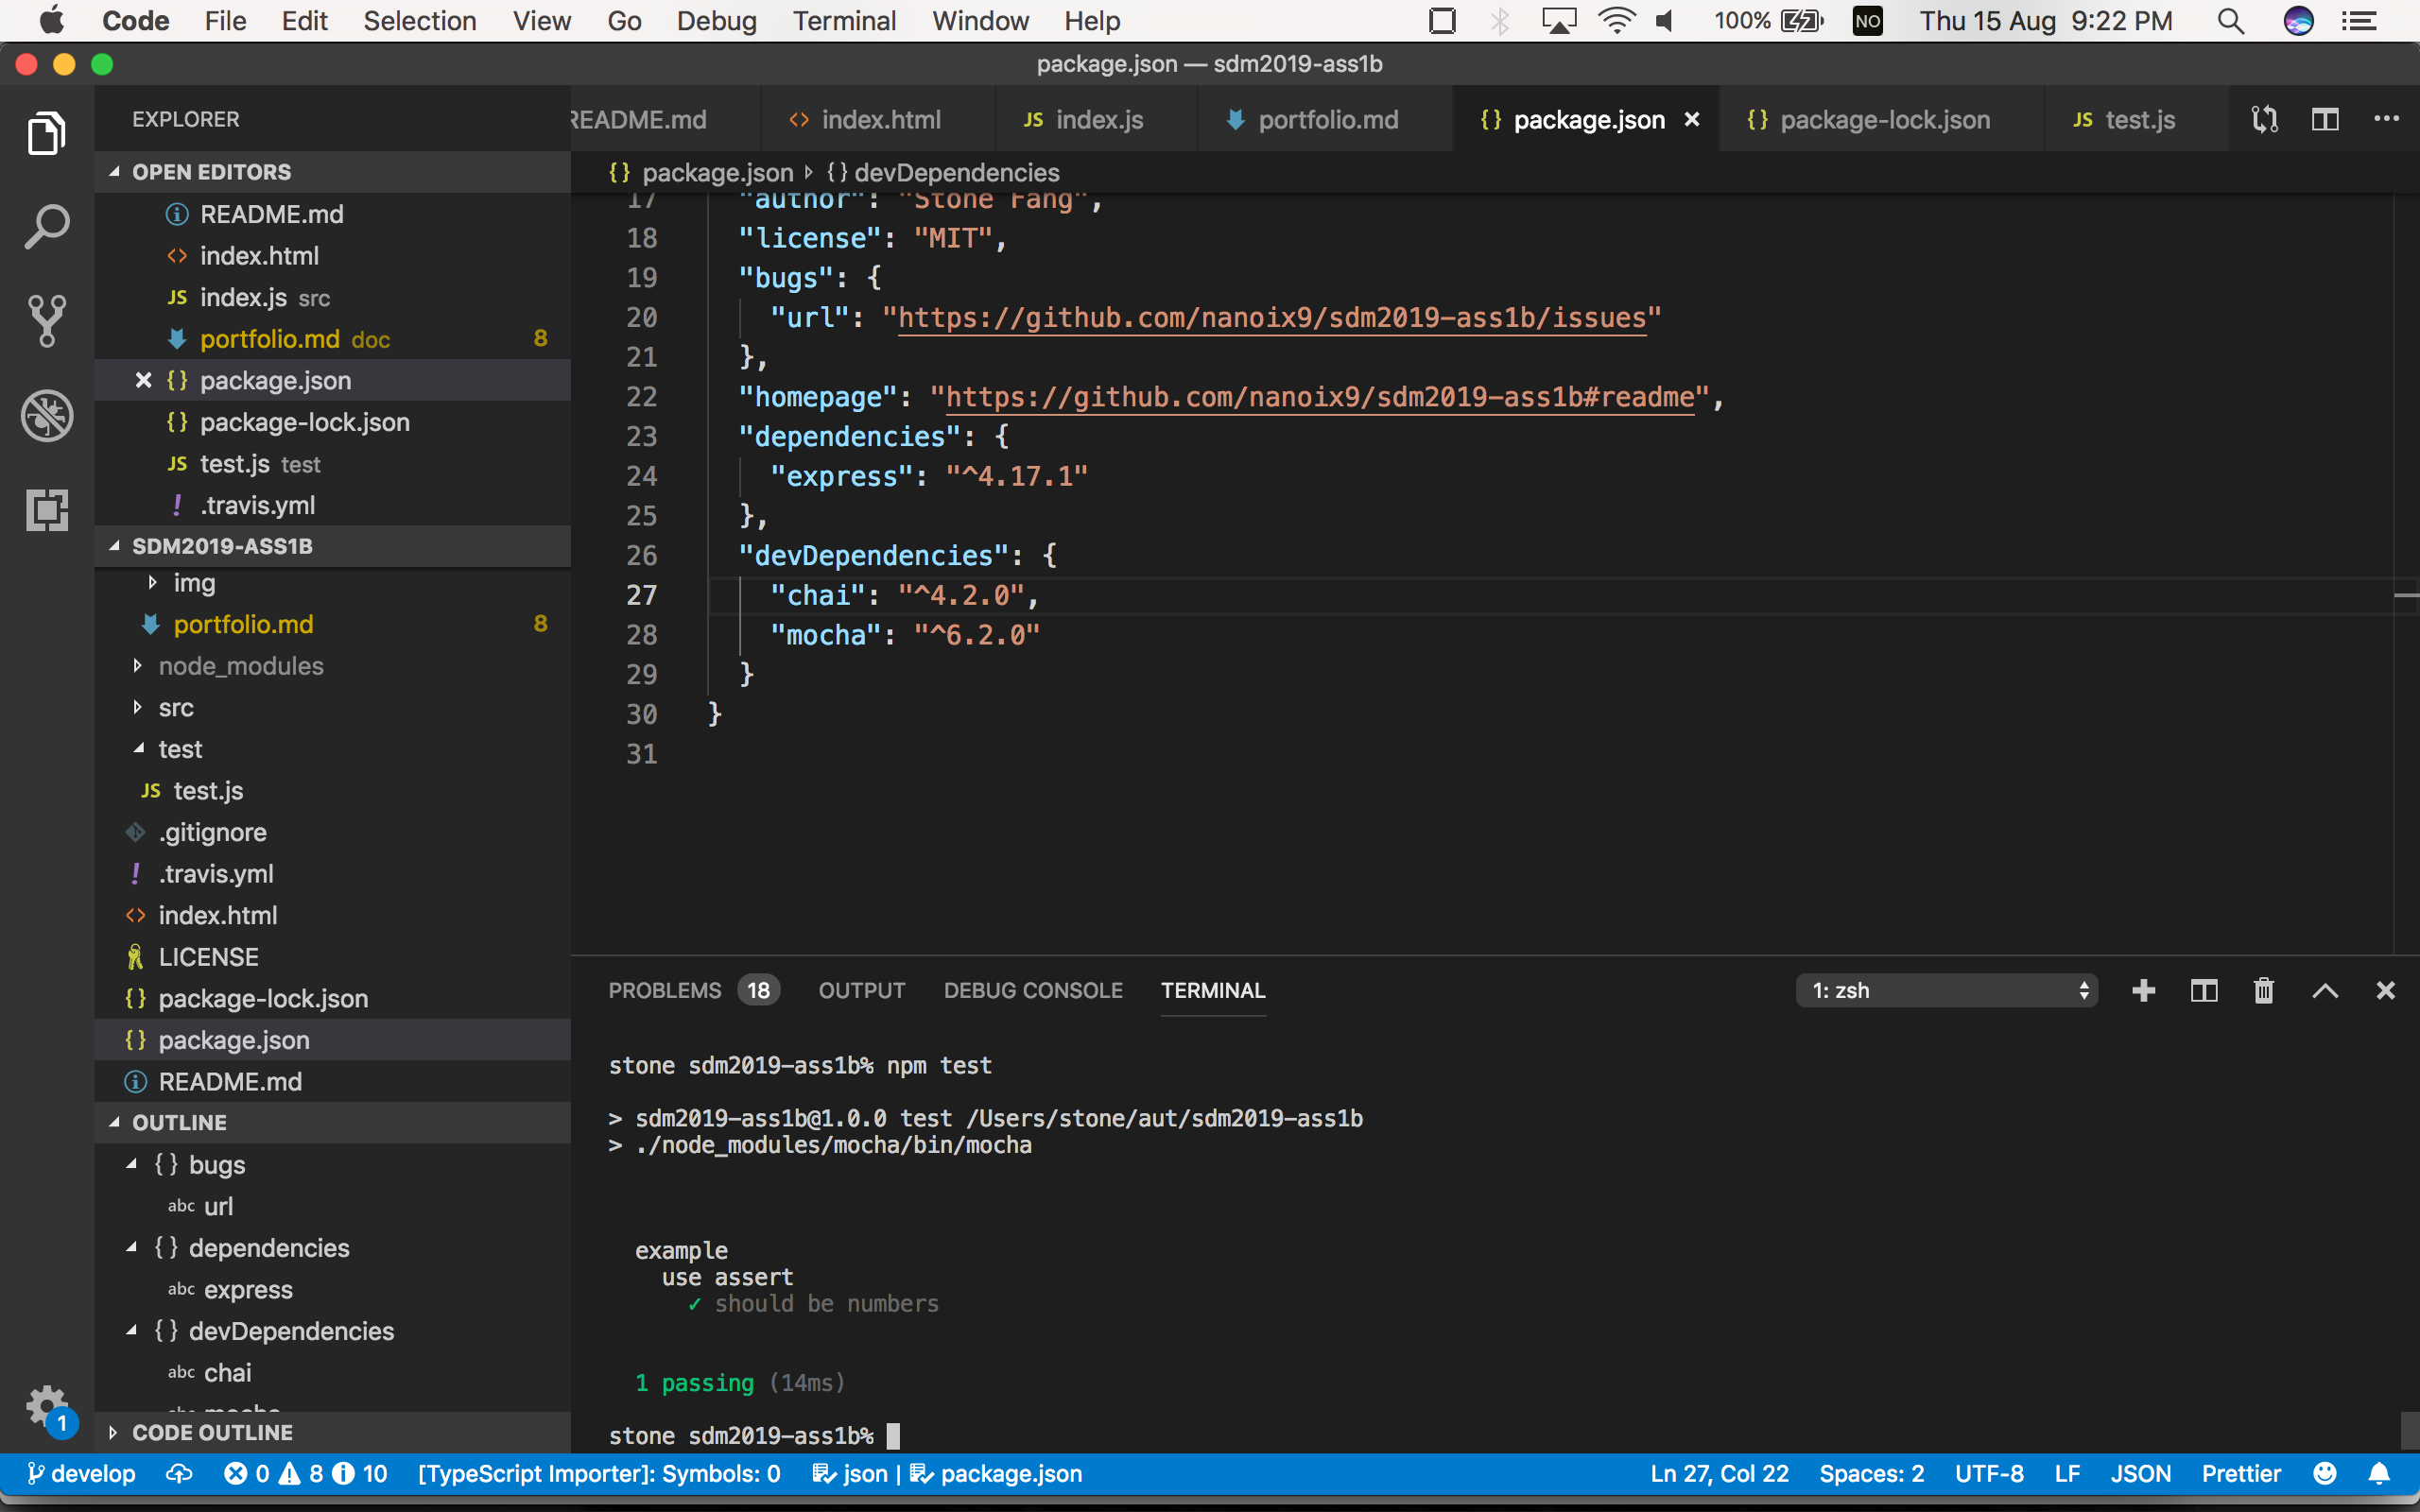 Code File Edit Selection View Go Debug Terminal Window Help 100% NO Thu 15 Aug 9:22 PM
package.json — sdm2019-ass1b
EXPLORER
OPEN EDITORS
README.md
index.html
index.js src
portfolio.md doc 8
package.json
package-lock.json
test.js test
.travis.yml
SDM2019-ASS1B
img
portfolio.md 8
node_modules
src
test
test.js
.gitignore
.travis.yml
index.html
LICENSE
package-lock.json
package.json
README.md
OUTLINE
{} bugs
abc url
{} dependencies
abc express
{} devDependencies
abc chai
abc mocha
CODE OUTLINE
README.md index.html JS index.js portfolio.md {} package.json × {} package-lock.json JS test.js ···
{} package.json {} devDependencies
17 "author": "Stone Fang",
18 "license": "MIT",
19 "bugs": {
20 "url": "https://github.com/nanoix9/sdm2019-ass1b/issues"
21 },
22 "homepage": "https://github.com/nanoix9/sdm2019-ass1b#readme",
23 "dependencies": {
24 "express": "^4.17.1"
25 },
26 "devDependencies": {
27 "chai": "^4.2.0",
28 "mocha": "^6.2.0"
29 }
30 }
31
PROBLEMS 18 OUTPUT DEBUG CONSOLE TERMINAL 1: zsh
stone sdm2019-ass1b% npm test
> sdm2019-ass1b@1.0.0 test /Users/stone/aut/sdm2019-ass1b
> ./node_modules/mocha/bin/mocha
example
use assert
✓ should be numbers
1 passing (14ms)
stone sdm2019-ass1b%
1
develop 0 8 10 [TypeScript Importer]: Symbols: 0 json | package.json Ln 27, Col 22 Spaces: 2 UTF-8 LF JSON Prettier